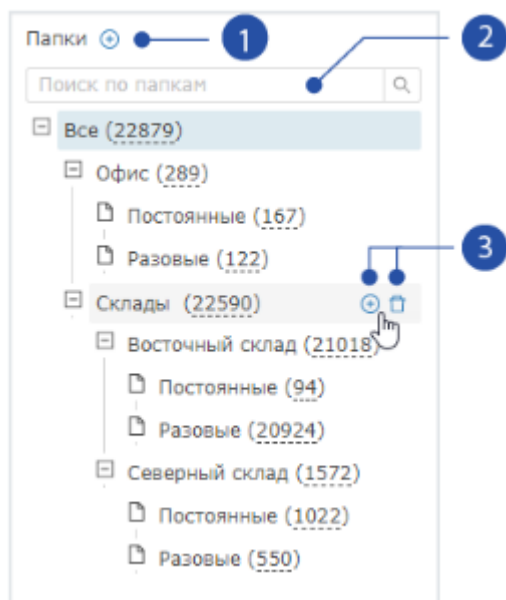 Папки
1
2
Поиск по папкам
Все (22879)
Офис (289)
Постоянные (167)
Разовые (122)
3
Склады (22590)
Восточный склад (21018)
Постоянные (94)
Разовые (20924)
Северный склад (1572)
Постоянные (1022)
Разовые (550)